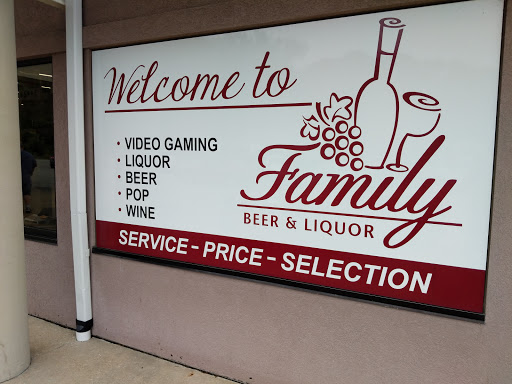 Welcome to
• VIDEO GAMING
• LIQUOR
• BEER
• POP
• WINE
Family
BEER & LIQUOR
SERVICE - PRICE - SELECTION